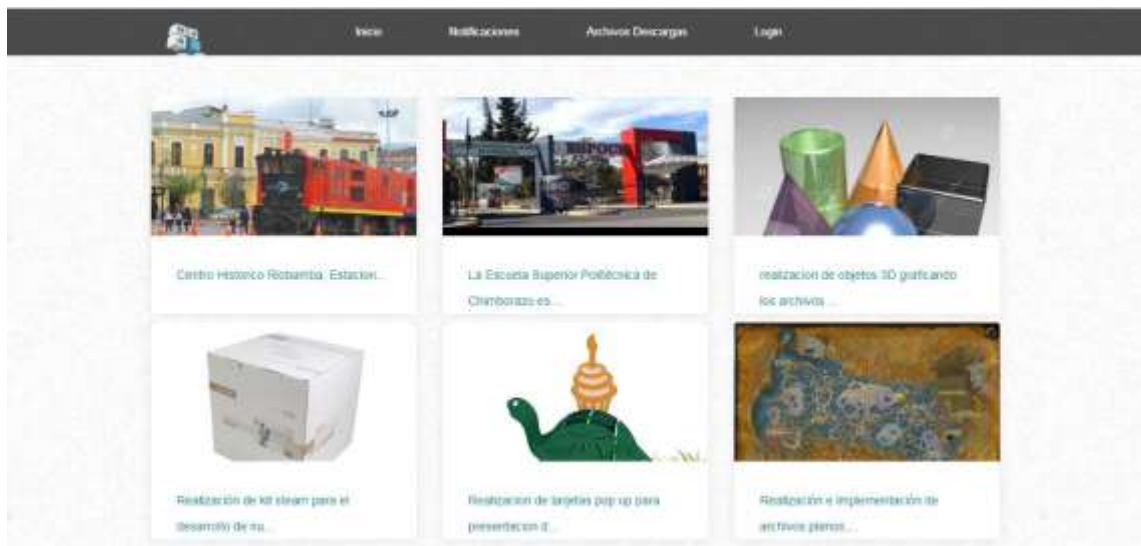 Inicio
Notificaciones
Archivos Descargas
Login
ESPOCH
Centro Historico Riobamba. Estacion...
La Escuela Superior Politécnica de
Chimborazo es ...
realizacion de objetos 3D graficando
los archivos ...
Realización de kit steam para el
desarrollo de nu...
Realizacion de tarjetas pop up para
presentacion d...
Realización e implementación de
archivos planos ...